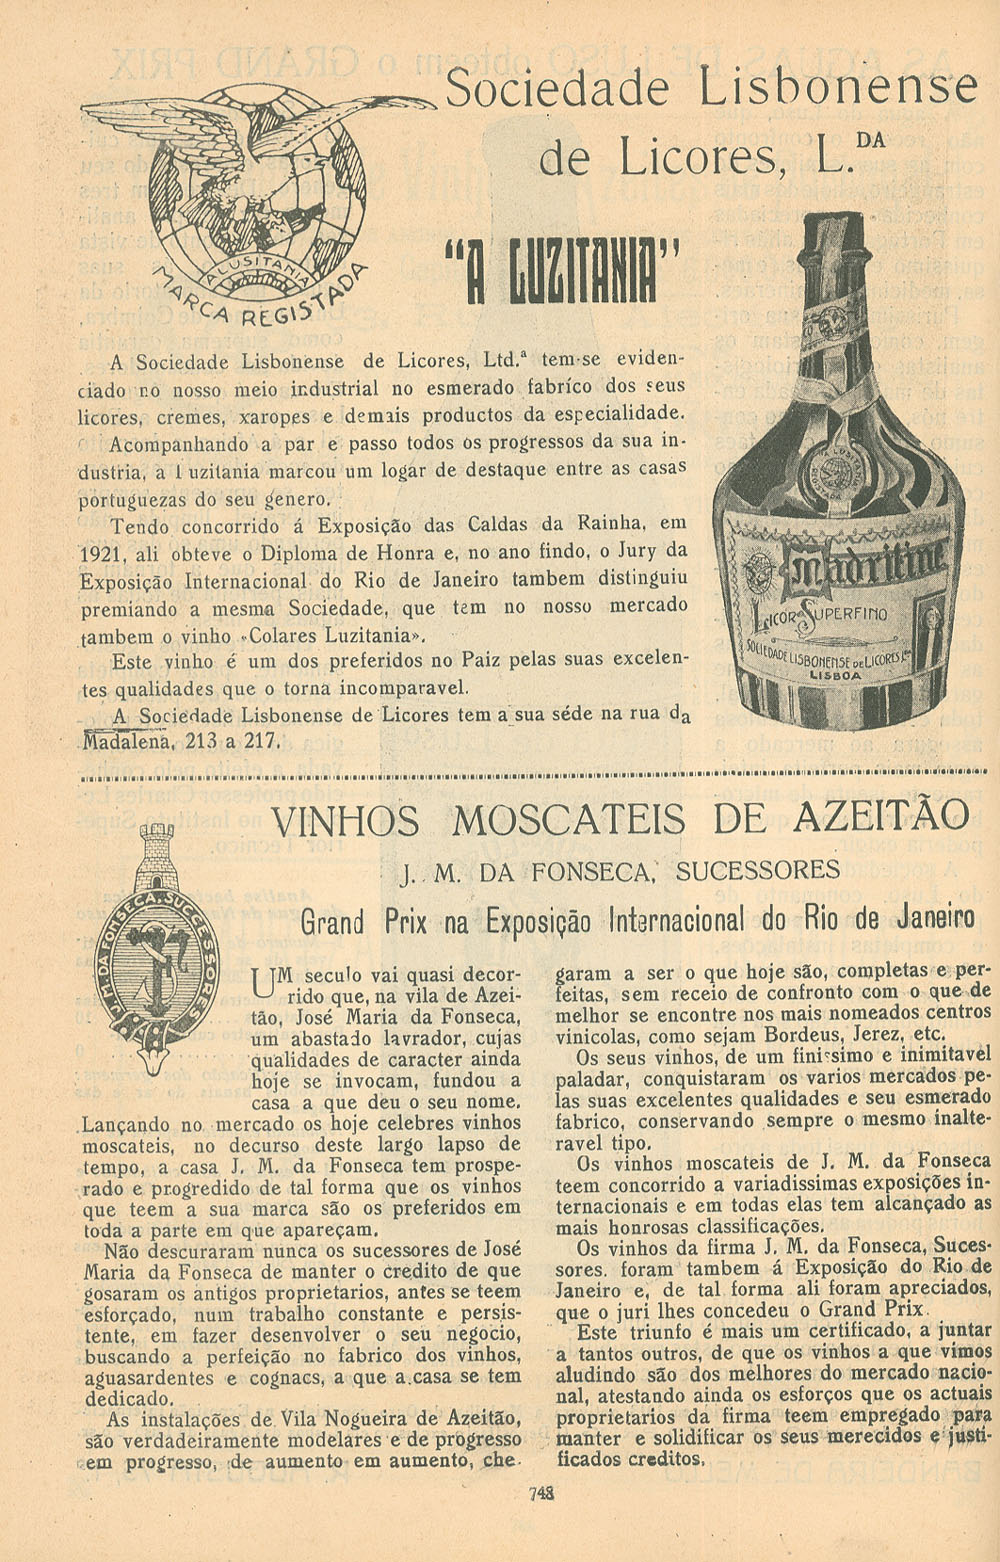 Sociedade Lisbonense
de Licores, L.DA
"A LUZITANIA"
A LUSITANIA
MARCA REGISTADA
A Sociedade Lisbonense de Licores, Ltd.ª tem-se eviden-
ciado no nosso meio industrial no esmerado fabríco dos seus
licores, cremes, xaropes e demais productos da especialidade.
Acompanhando a par e passo todos os progressos da sua in-
dustria, a Luzitania marcou um logar de destaque entre as casas
portuguezas do seu genero.
Tendo concorrido á Exposição das Caldas da Rainha, em
1921, ali obteve o Diploma de Honra e, no ano findo, o Jury da
Exposição Internacional do Rio de Janeiro tambem distinguiu
premiando a mesma Sociedade, que tem no nosso mercado
tambem o vinho «Colares Luzitania».
Este vinho é um dos preferidos no Paiz pelas suas excelen-
tes qualidades que o torna incomparavel.
A Sociedade Lisbonense de Licores tem a sua séde na rua da
Madalena, 213 a 217.
A LUSITANIA
REGISTADA
Madritine
LICOR SUPERFINO
SOCIEDADE LISBONENSE DE LICORES L.DA
LISBOA
VINHOS MOSCATEIS DE AZEITÃO
J. M. DA FONSECA, SUCESSORES
Grand Prix na Exposição Internacional do Rio de Janeiro
J. M. DA FONSECA, SUCCESSORES
UM seculo vai quasi decor-
rido que, na vila de Azei-
tão, José Maria da Fonseca,
um abastado lavrador, cujas
qualidades de caracter ainda
hoje se invocam, fundou a
casa a que deu o seu nome.
Lançando no mercado os hoje celebres vinhos
moscateis, no decurso deste largo lapso de
tempo, a casa J. M. da Fonseca tem prospe-
rado e progredido de tal forma que os vinhos
que teem a sua marca são os preferidos em
toda a parte em que apareçam.
Não descuraram nunca os sucessores de José
Maria da Fonseca de manter o credito de que
gosaram os antigos proprietarios, antes se teem
esforçado, num trabalho constante e persis-
tente, em fazer desenvolver o seu negocio,
buscando a perfeição no fabrico dos vinhos,
aguasardentes e cognacs, a que a casa se tem
dedicado.
As instalações de Vila Nogueira de Azeitão,
são verdadeiramente modelares e de progresso
em progresso, de aumento em aumento, che-
garam a ser o que hoje são, completas e per-
feitas, sem receio de confronto com o que de
melhor se encontre nos mais nomeados centros
vinicolas, como sejam Bordeus, Jerez, etc.
Os seus vinhos, de um finissimo e inimitavel
paladar, conquistaram os varios mercados pe-
las suas excelentes qualidades e seu esmerado
fabrico, conservando sempre o mesmo inalte-
ravel tipo.
Os vinhos moscateis de J. M. da Fonseca
teem concorrido a variadissimas exposições in-
ternacionais e em todas elas tem alcançado as
mais honrosas classificações.
Os vinhos da firma J. M. da Fonseca, Suces-
sores. foram tambem á Exposição do Rio de
Janeiro e, de tal forma ali foram apreciados,
que o juri lhes concedeu o Grand Prix.
Este triunfo é mais um certificado, a juntar
a tantos outros, de que os vinhos a que vimos
aludindo são dos melhores do mercado nacio-
nal, atestando ainda os esforços que os actuais
proprietarios da firma teem empregado para
manter e solidificar os seus merecidos e justi-
ficados creditos.